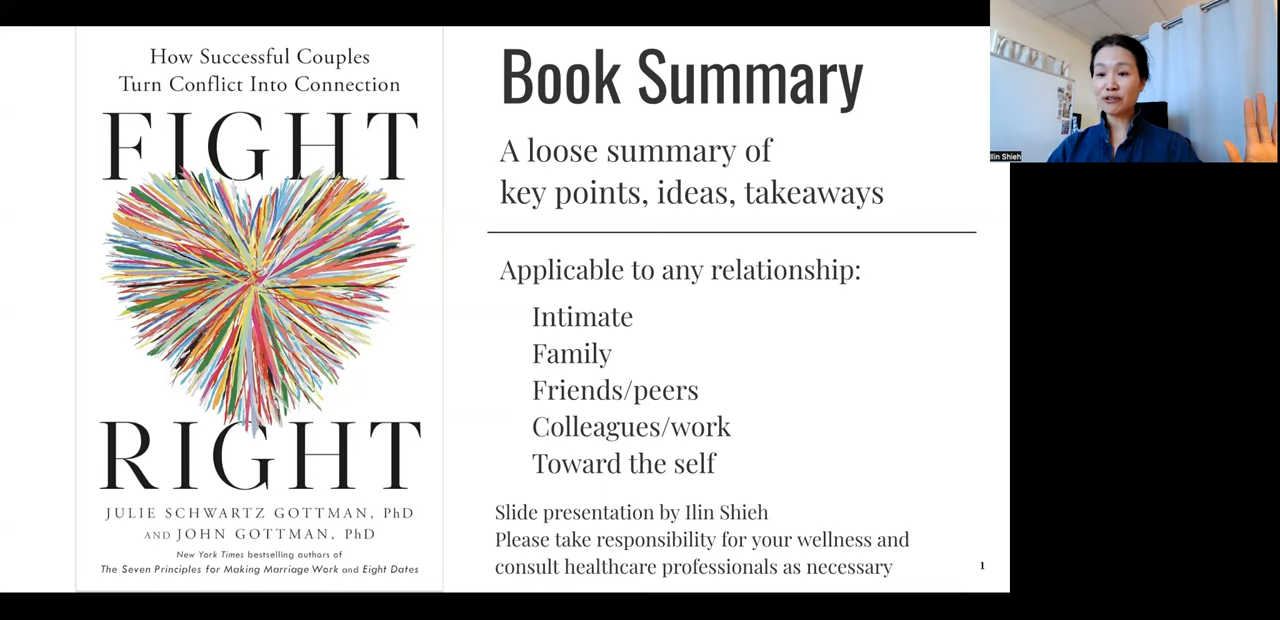 How Successful Couples
Turn Conflict Into Connection
FIGHT
RIGHT
JULIE SCHWARTZ GOTTMAN, PhD
AND JOHN GOTTMAN, PhD
New York Times bestselling authors of
The Seven Principles for Making Marriage Work and Eight Dates
Book Summary
A loose summary of
key points, ideas, takeaways
Applicable to any relationship:
Intimate
Family
Friends/peers
Colleagues/work
Toward the self
Slide presentation by Ilin Shieh
Please take responsibility for your wellness and
consult healthcare professionals as necessary
1
Ilin Shieh